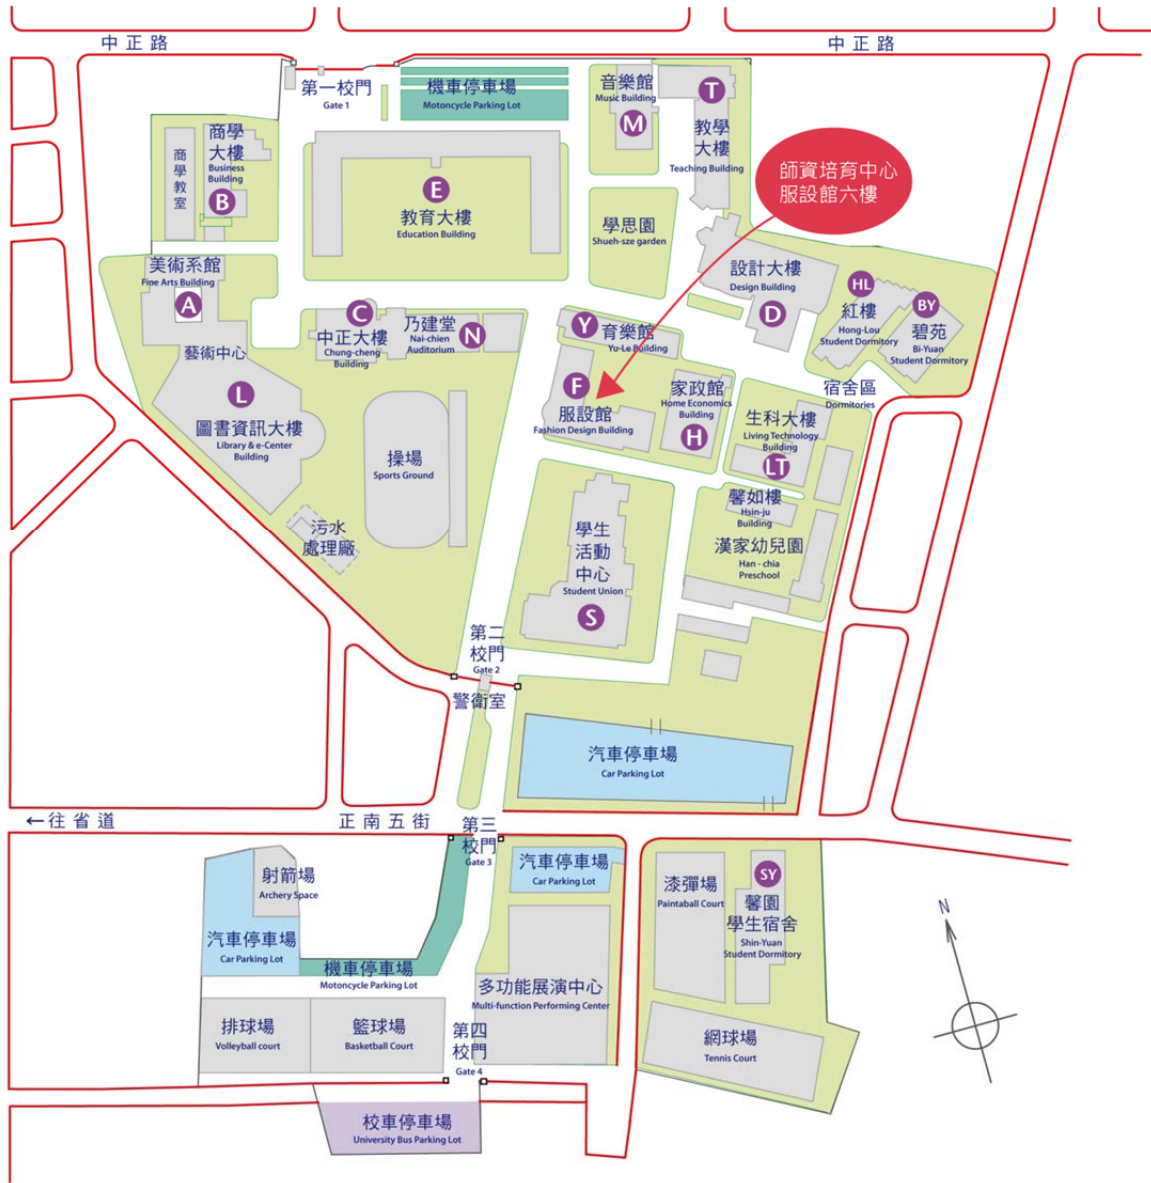 中正路
中正路
第一校門
Gate 1
機車停車場
Motoncycle Parking Lot
音樂館
Music Building
M
T
教學
大樓
Teaching Building
師資培育中心
服設館六樓
商學
大樓
Business
Building
B
商學教室
E
教育大樓
Education Building
學思園
Shueh-sze garden
美術系館
Fine Arts Building
A
藝術中心
C
中正大樓
Chung-cheng
Building
乃建堂
Nai-chien
Auditorium
N
設計大樓
Design Building
D
HL
紅樓
Hong-Lou
Student Dormitory
BY
碧苑
Bi-Yuan
Student Dormitory
Y
育樂館
Yu-Le Building
F
服設館
Fashion Design Building
家政館
Home Economics
Building
H
宿舍區
Dormitories
生科大樓
Living Technology
Building
LT
L
圖書資訊大樓
Library & e-Center
Building
操場
Sports Ground
污水
處理廠
學生
活動
中心
Student Union
S
馨如樓
Hsin-ju
Building
漢家幼兒園
Han - chia
Preschool
第二
校門
Gate 2
警衛室
汽車停車場
Car Parking Lot
←往省道
正南五街
第三
校門
Gate 3
射箭場
Archery Space
汽車停車場
Car Parking Lot
機車停車場
Motoncycle Parking Lot
汽車停車場
Car Parking Lot
漆彈場
Paintaball Court
SY
馨園
學生宿舍
Shin-Yuan
Student Dormitory
多功能展演中心
Multi-function Performing Center
排球場
Volleyball court
籃球場
Basketball Court
第四
校門
Gate 4
網球場
Tennis Court
校車停車場
University Bus Parking Lot
N